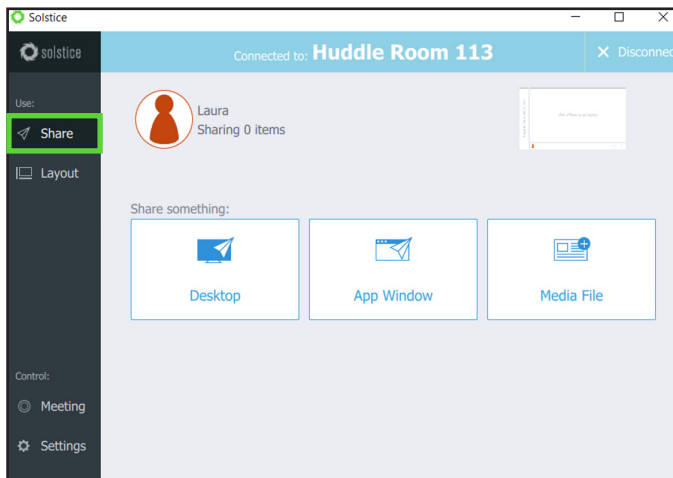 Solstice
solstice
Connected to: Huddle Room 113
Disconnec
Use:
Share
Layout
Laura
Sharing 0 items
Share something:
Desktop
App Window
Media File
Control:
Meeting
Settings